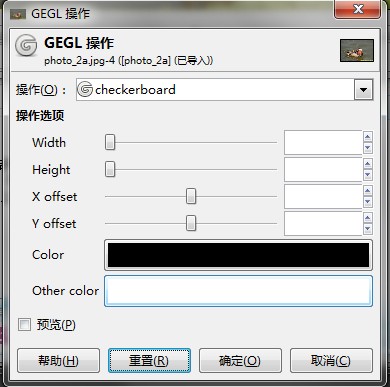 GEGL 操作
GEGL 操作
photo_2a.jpg-4 ([photo_2a] (已导入))
操作(O)： checkerboard
操作选项
Width
Height
X offset
Y offset
Color
Other color
预览(P)
帮助(H) 重置(R) 确定(O) 取消(C)